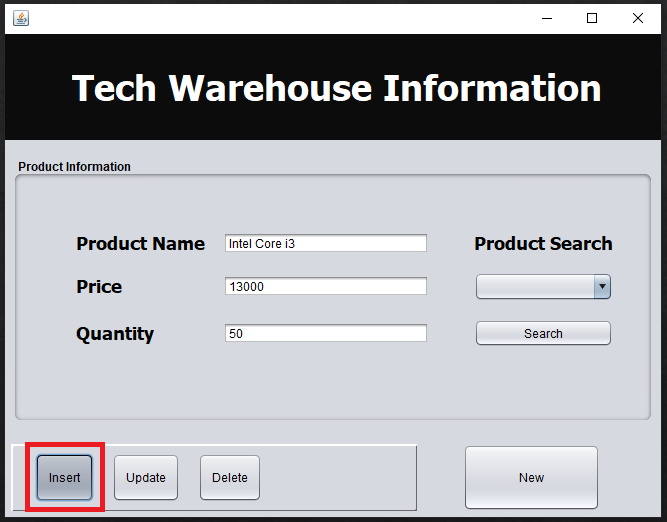 Tech Warehouse Information
Product Information
Product Name Intel Core i3 Product Search
Price 13000
Quantity 50 Search
Insert Update Delete New